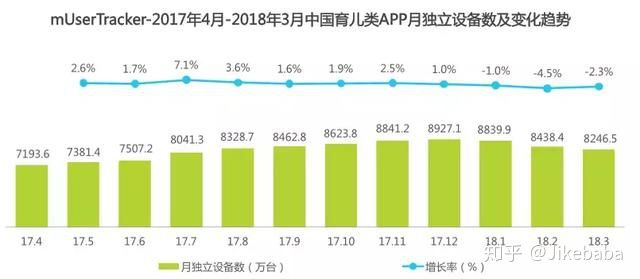 mUserTracker-2017年4月-2018年3月中国育儿类APP月独立设备数及变化趋势
2.6% 1.7% 7.1% 3.6% 1.6% 1.9% 2.5% 1.0% -1.0% -4.5% -2.3%
7193.6 7381.4 7507.2 8041.3 8328.7 8462.8 8623.8 8841.2 8927.1 8839.9 8438.4 8246.5
17.4 17.5 17.6 17.7 17.8 17.9 17.10 17.11 17.12 18.1 18.2 18.3
月独立设备数（万台） 增长率（%）
知乎 @Jikebaba